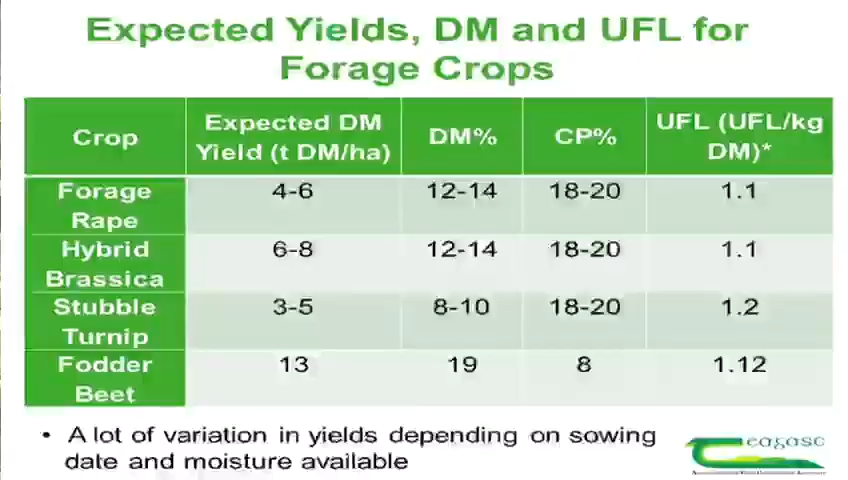 Expected Yields, DM and UFL for
Forage Crops
Crop
Expected DM
Yield (t DM/ha)
DM%
CP%
UFL (UFL/kg
DM)*
Forage
Rape
4-6
12-14
18-20
1.1
Hybrid
Brassica
6-8
12-14
18-20
1.1
Stubble
Turnip
3-5
8-10
18-20
1.2
Fodder
Beet
13
19
8
1.12
• A lot of variation in yields depending on sowing
date and moisture available
eagasc